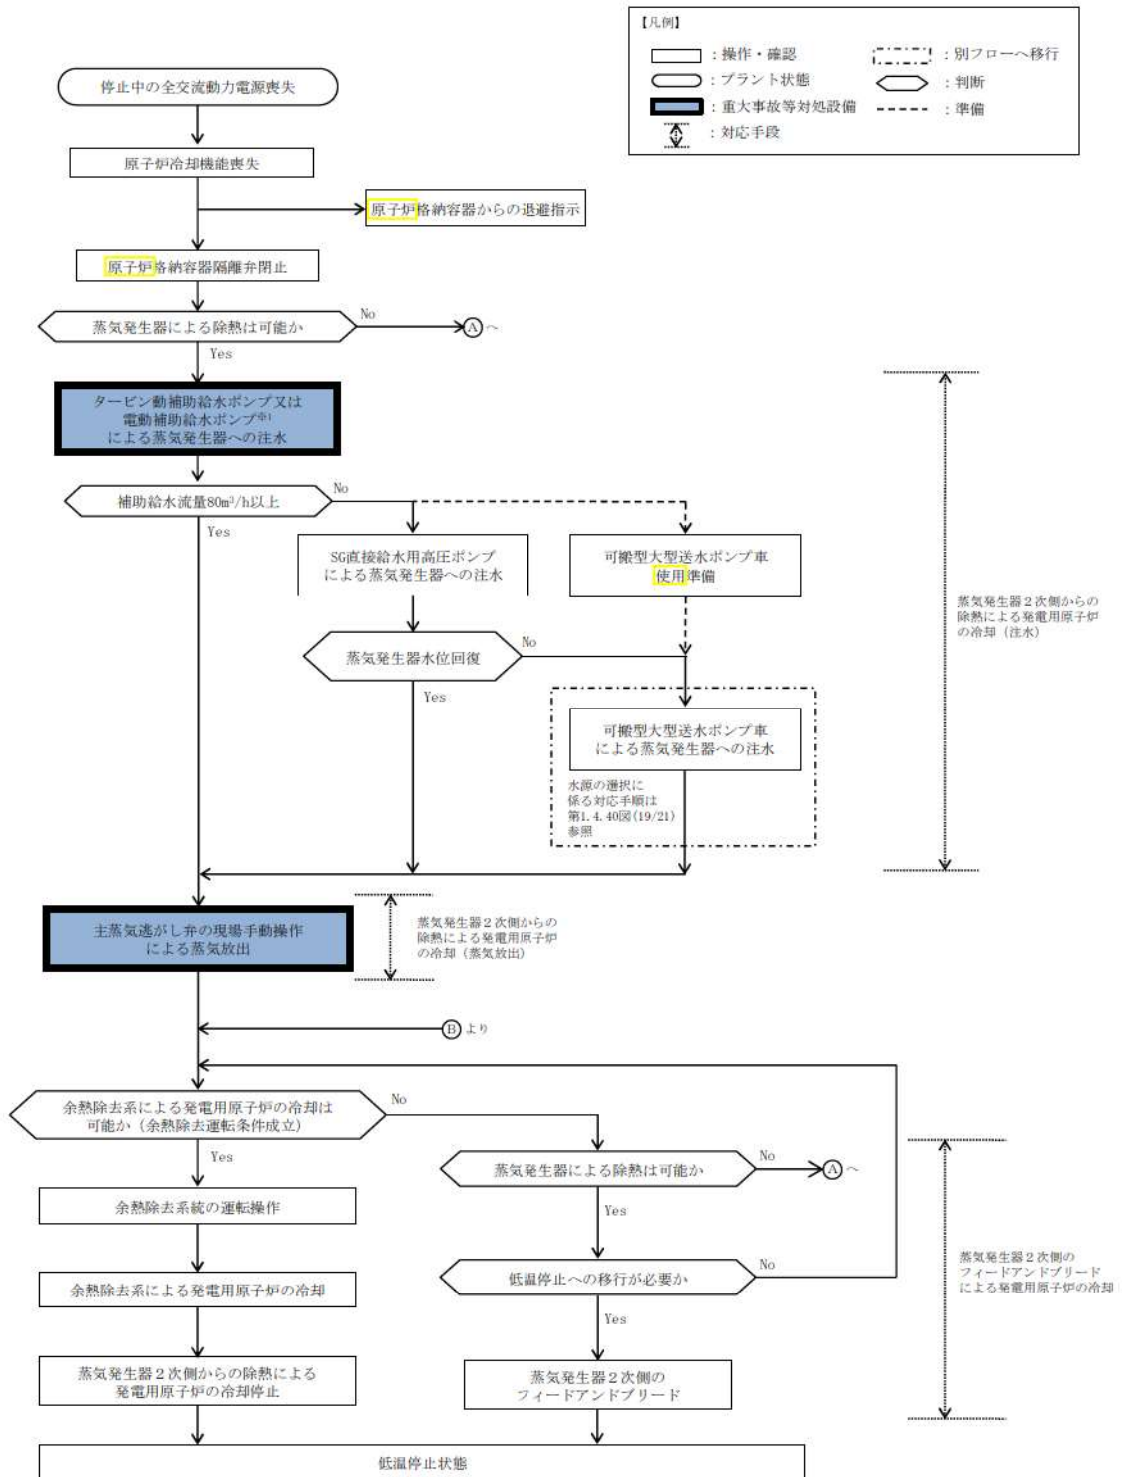 【凡例】
：操作・確認
：別フローへ移行
：プラント状態
：判断
：重大事故等対処設備
：準備
：対応手段
停止中の全交流動力電源喪失
原子炉冷却機能喪失
原子炉格納容器からの退避指示
原子炉格納容器隔離弁閉止
蒸気発生器による除熱は可能か
No
Ⓐ～
Yes
タービン動補助給水ポンプ又は
電動補助給水ポンプ※1
による蒸気発生器への注水
補助給水流量80m³/h以上
No
Yes
SG直接給水用高圧ポンプ
による蒸気発生器への注水
可搬型大型送水ポンプ車
使用準備
蒸気発生器２次側からの
除熱による発電用原子炉
の冷却（注水）
蒸気発生器水位回復
No
Yes
可搬型大型送水ポンプ車
による蒸気発生器への注水
水源の選択に
係る対応手順は
第1.4.40図(19/21)
参照
主蒸気逃がし弁の現場手動操作
による蒸気放出
蒸気発生器２次側からの
除熱による発電用原子炉
の冷却（蒸気放出）
Ⓑより
余熱除去系による発電用原子炉の冷却は
可能か（余熱除去運転条件成立）
No
Yes
蒸気発生器による除熱は可能か
No
Ⓐ～
Yes
余熱除去系統の運転操作
低温停止への移行が必要か
No
Yes
蒸気発生器２次側の
フィードアンドブリード
による発電用原子炉の冷却
余熱除去系による発電用原子炉の冷却
蒸気発生器２次側からの除熱による
発電用原子炉の冷却停止
蒸気発生器２次側の
フィードアンドブリード
低温停止状態